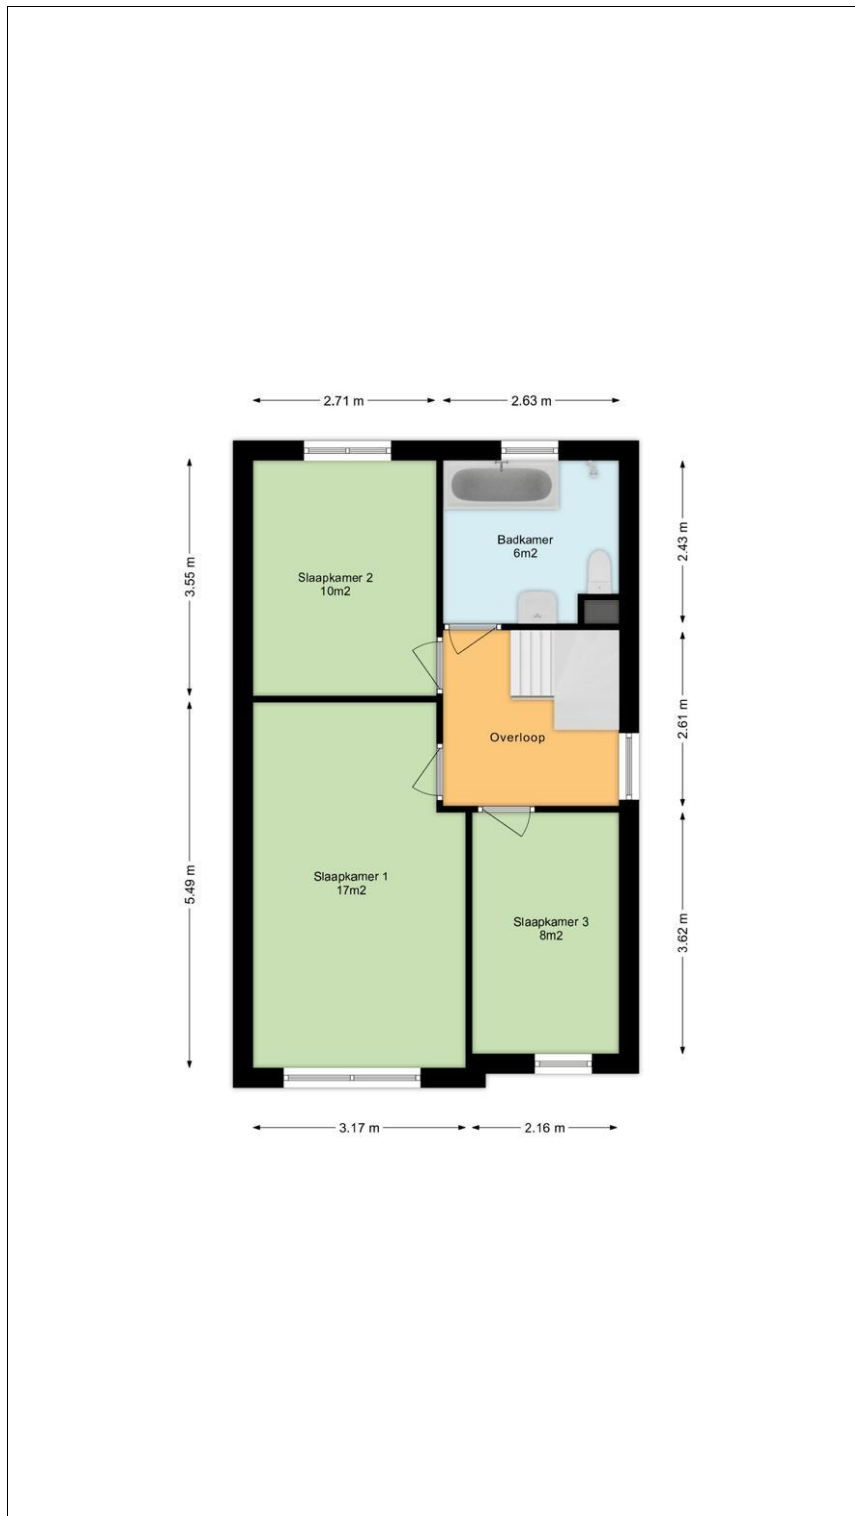 2.71 m
2.63 m
Badkamer
6m2
2.43 m
3.55 m
Slaapkamer 2
10m2
2.61 m
Overloop
5.49 m
Slaapkamer 1
17m2
Slaapkamer 3
8m2
3.62 m
3.17 m
2.16 m